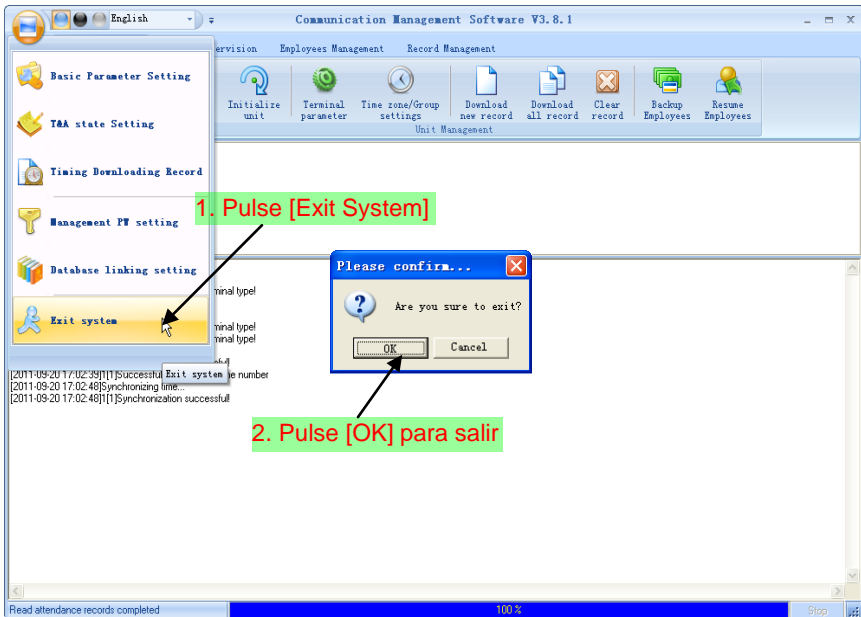 English
Communication Management Software V3.8.1
ervision Employees Management Record Management
Basic Parameter Setting
T&A state Setting
Timing Downloading Record
Management PW setting
Database linking setting
Exit system
Initialize unit
Terminal parameter
Time zone/Group settings
Download new record
Download all record
Clear record
Backup Employees
Resume Employees
Unit Management
1. Pulse [Exit System]
Please confirm...
Are you sure to exit?
OK Cancel
minal type!
minal type!
minal type!
[2011-09-20 17:02:39]1[1]Successful e number
Exit system
[2011-09-20 17:02:48]Synchronizing time...
[2011-09-20 17:02:48]1[1]Synchronization successful!
2. Pulse [OK] para salir
Read attendance records completed 100 % Stop